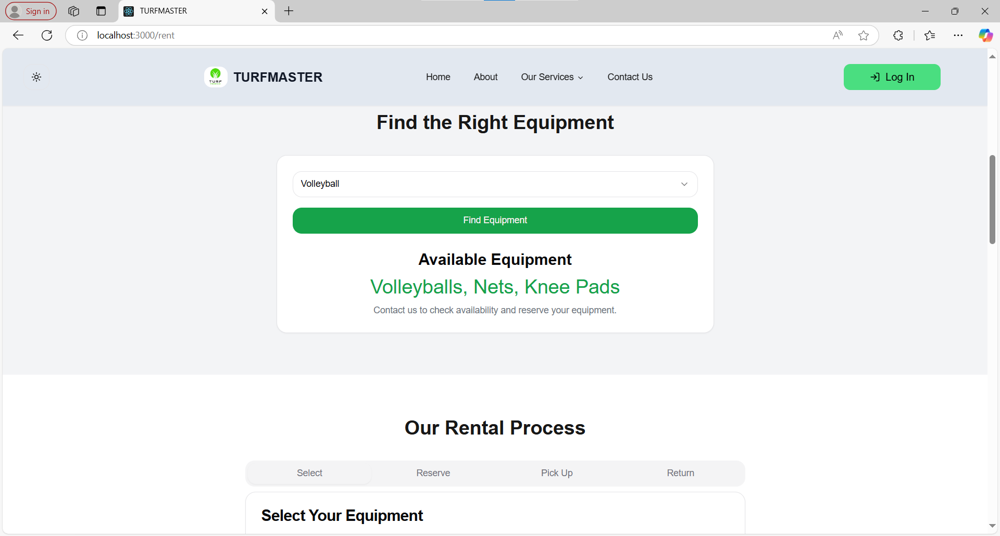 Sign in
TURFMASTER
localhost:3000/rent
TURF
TURFMASTER
Home
About
Our Services
Contact Us
Log In
Find the Right Equipment
Volleyball
Find Equipment
Available Equipment
Volleyballs, Nets, Knee Pads
Contact us to check availability and reserve your equipment.
Our Rental Process
Select
Reserve
Pick Up
Return
Select Your Equipment